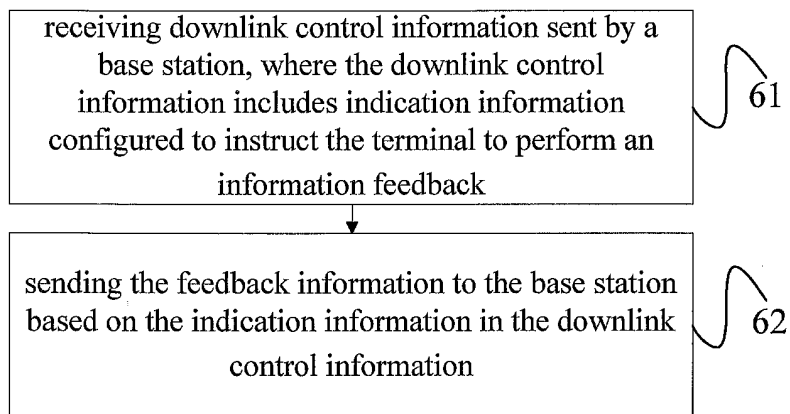 receiving downlink control information sent by a
base station, where the downlink control
information includes indication information
configured to instruct the terminal to perform an
information feedback
61
sending the feedback information to the base station
based on the indication information in the downlink
control information
62